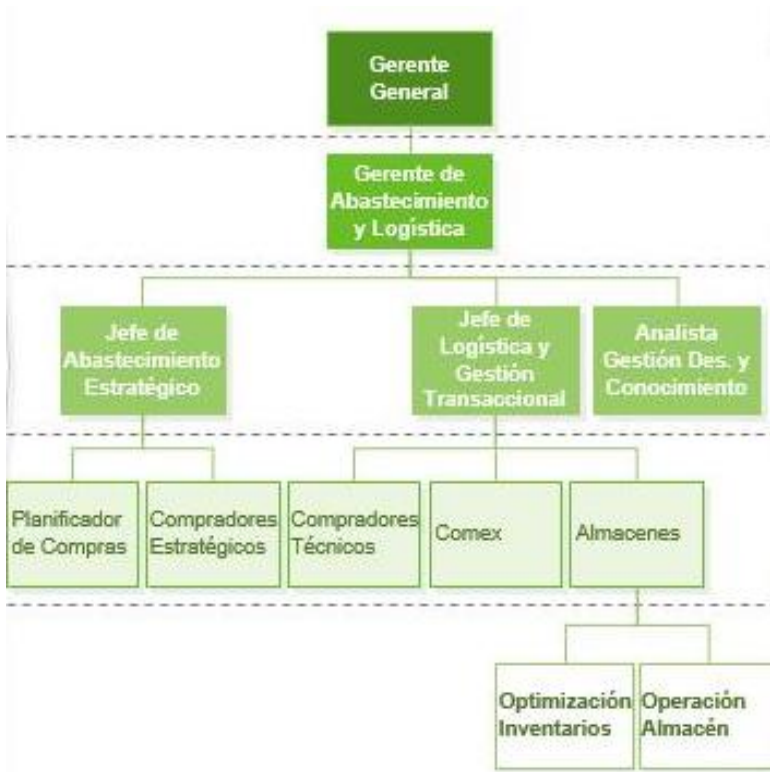 Gerente
General
Gerente de
Abastecimiento
y Logística
Jefe de
Abastecimiento
Estratégico
Jefe de
Logística y
Gestión
Transaccional
Analista
Gestión Des. y
Conocimiento
Planificador
de Compras
Compradores
Estratégicos
Compradores
Técnicos
Comex
Almacenes
Optimización
Inventarios
Operación
Almacén